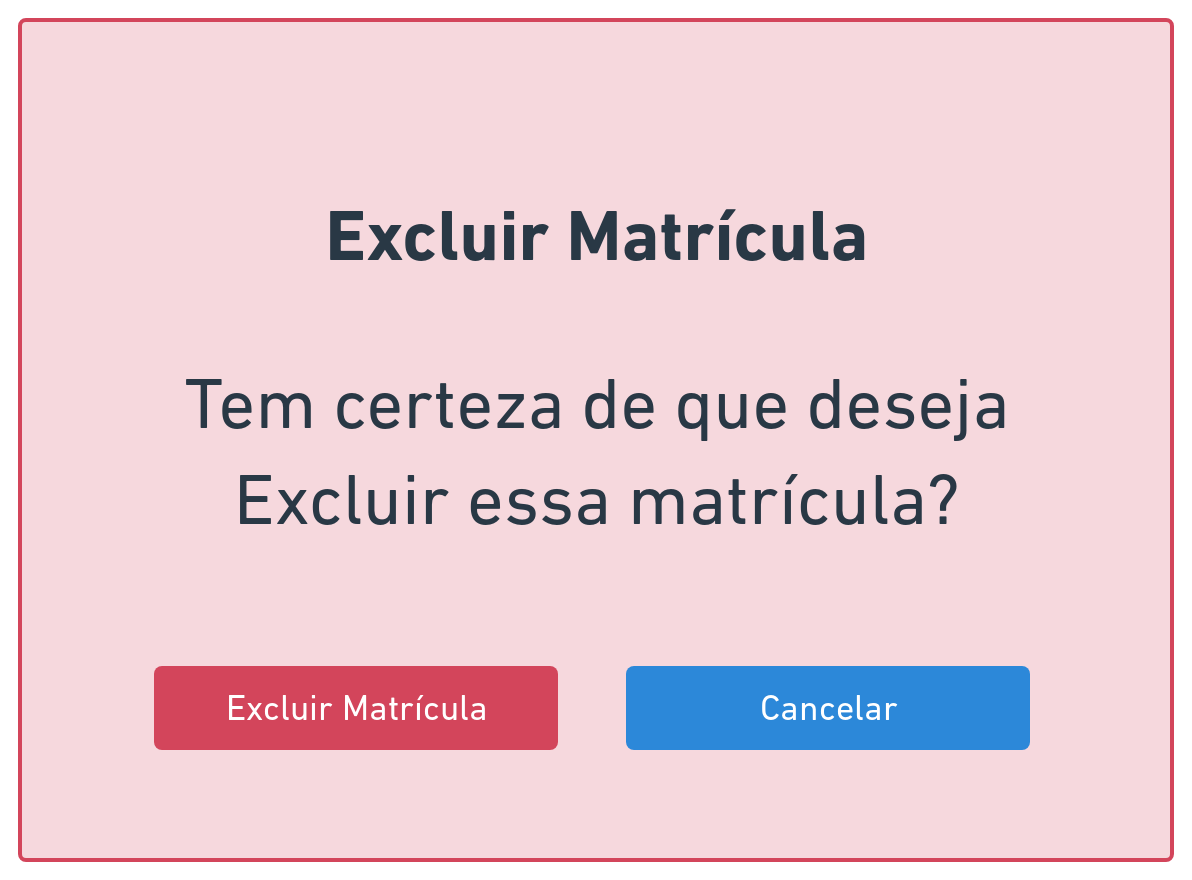 Excluir Matrícula
Tem certeza de que deseja
Excluir essa matrícula?
Excluir Matrícula
Cancelar